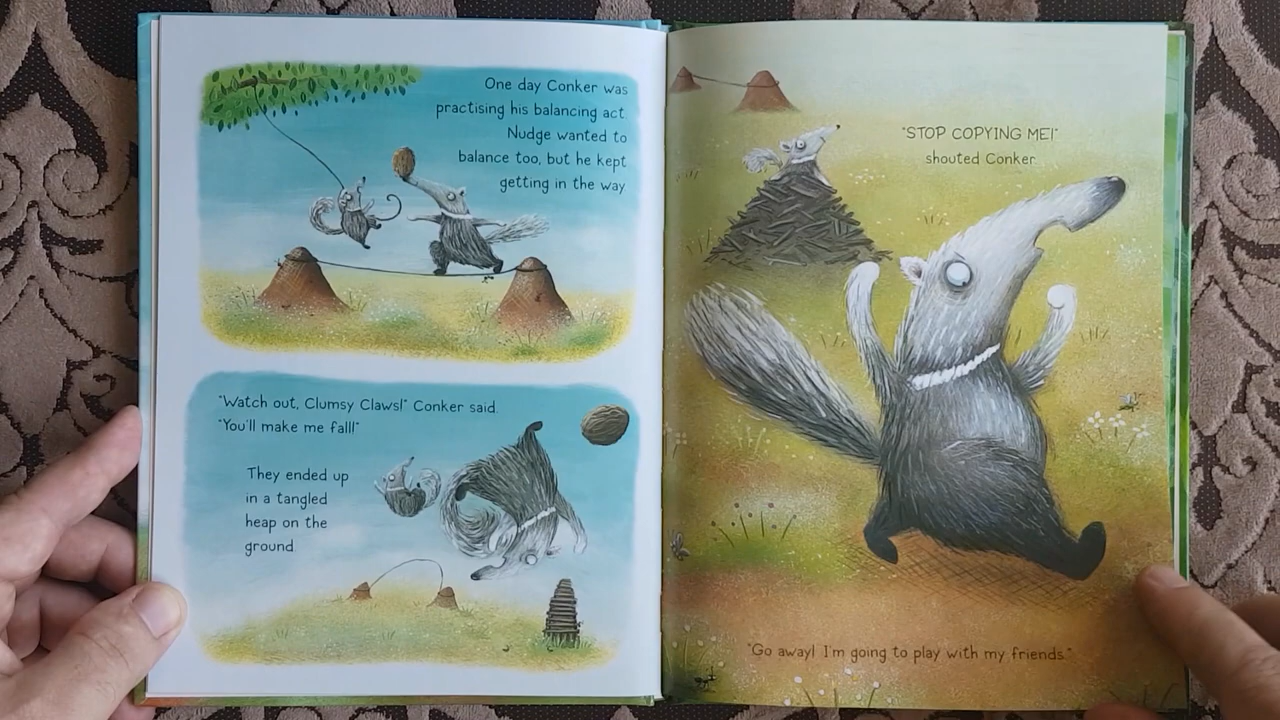 One day Conker was
practising his balancing act.
Nudge wanted to
balance too, but he kept
getting in the way.
"Watch out, Clumsy Claws!" Conker said.
"You'll make me fall!"
They ended up
in a tangled
heap on the
ground.
"STOP COPYING ME!"
shouted Conker.
"Go away! I'm going to play with my friends."